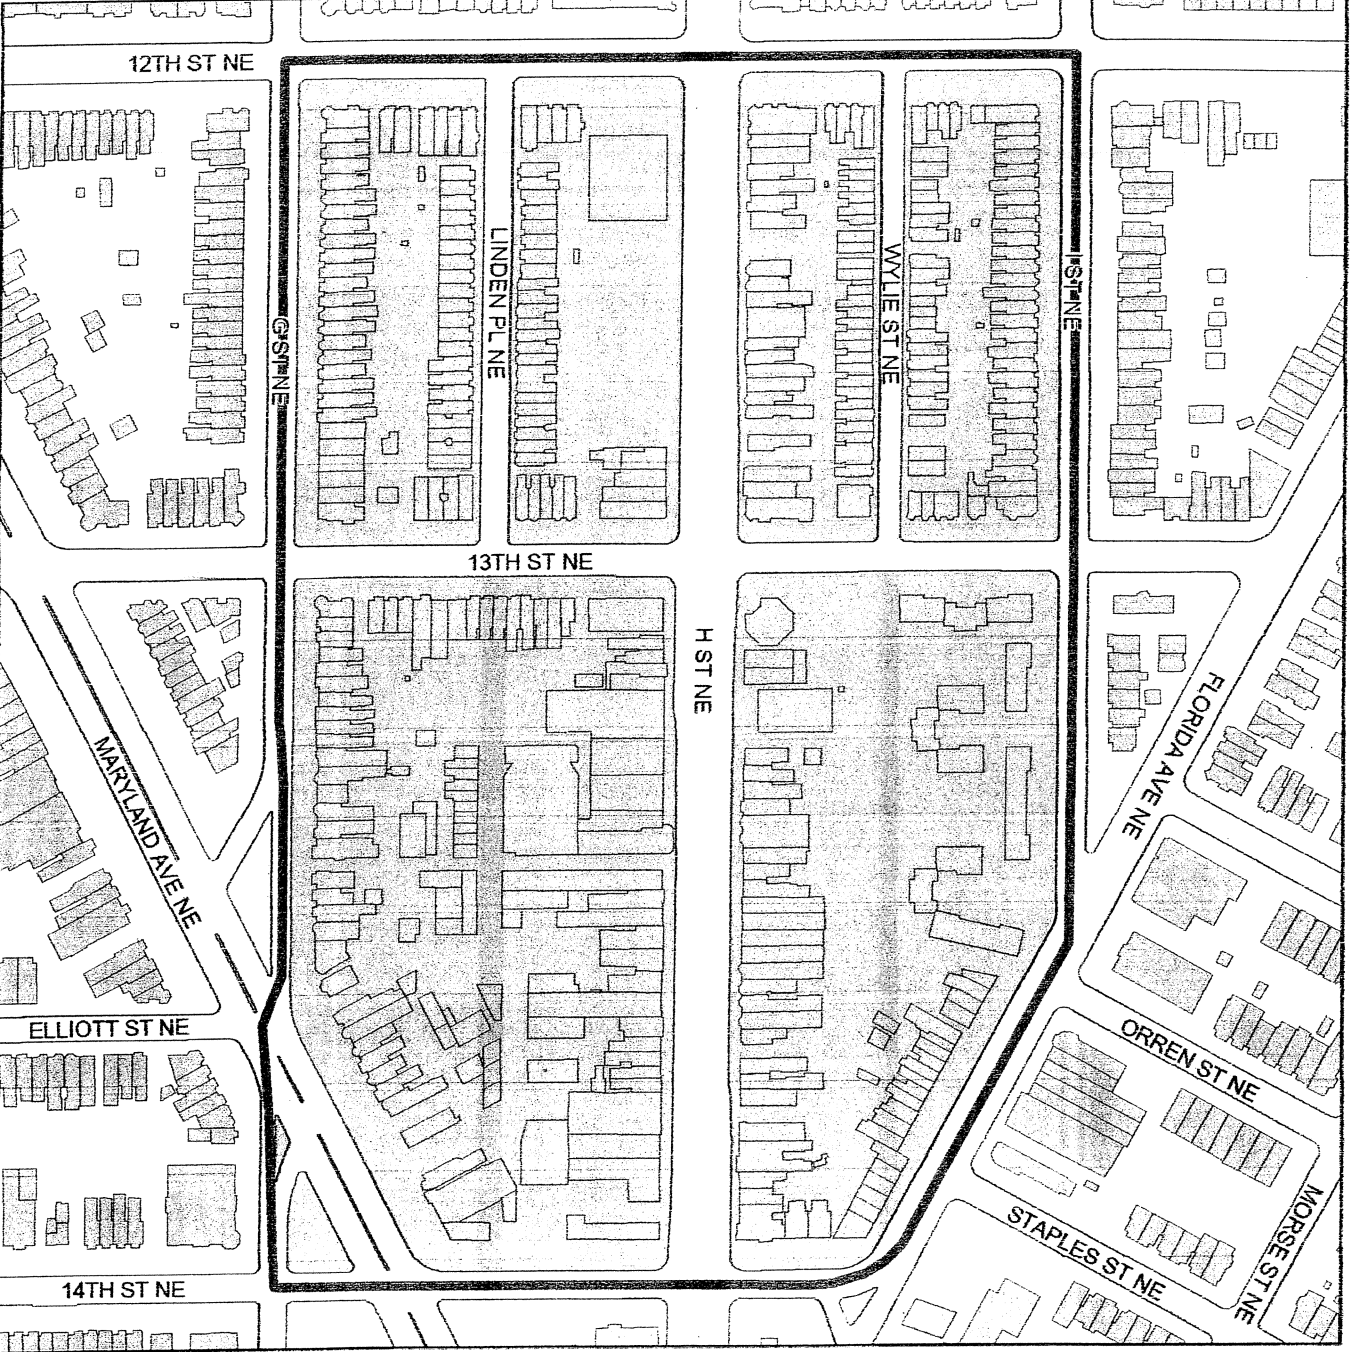 12TH ST NE
LINDEN PL NE
WYLIE ST NE
I ST NE
G ST NE
13TH ST NE
H ST NE
FLORIDA AVE NE
MARYLAND AVE NE
ELLIOTT ST NE
ORREN ST NE
STAPLES ST NE
MORSE ST NE
14TH ST NE